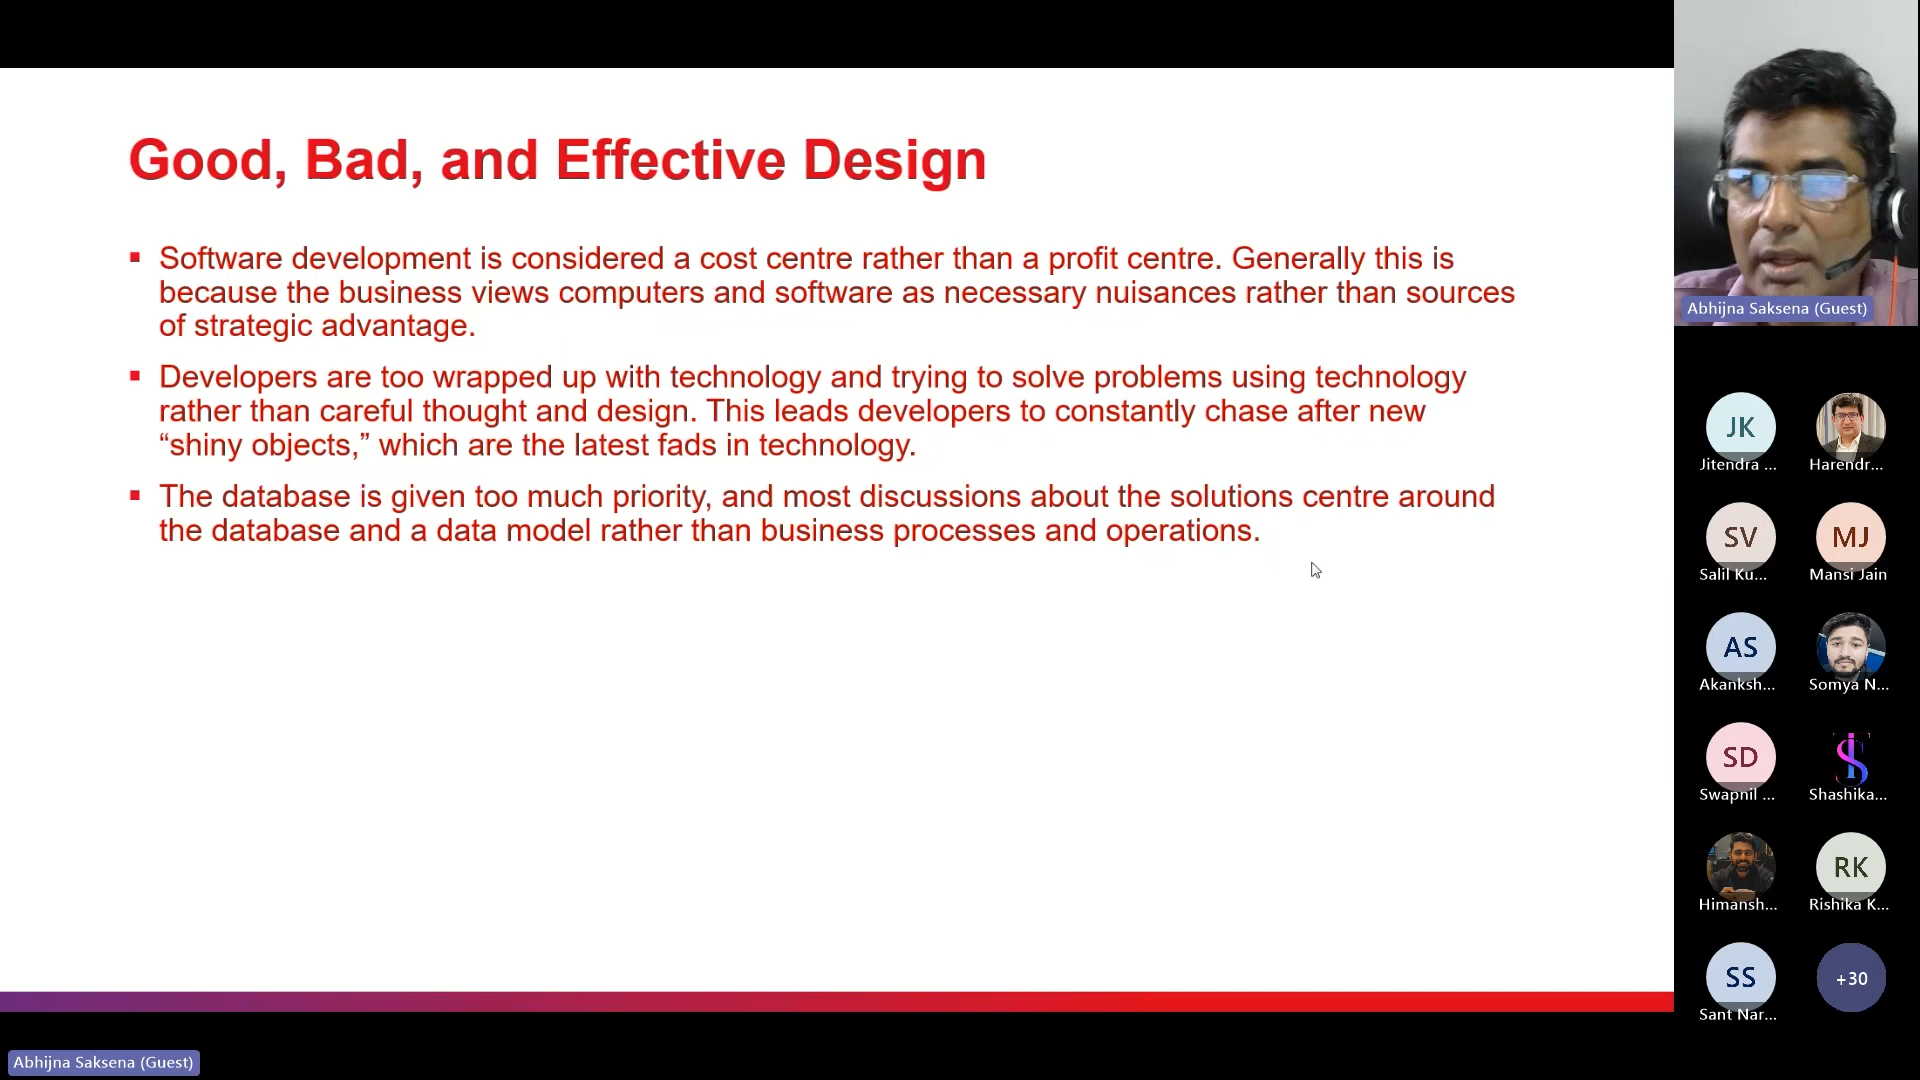 Good, Bad, and Effective Design
▪ Software development is considered a cost centre rather than a profit centre. Generally this is
because the business views computers and software as necessary nuisances rather than sources
of strategic advantage.
▪ Developers are too wrapped up with technology and trying to solve problems using technology
rather than careful thought and design. This leads developers to constantly chase after new
“shiny objects,” which are the latest fads in technology.
▪ The database is given too much priority, and most discussions about the solutions centre around
the database and a data model rather than business processes and operations.
Abhijna Saksena (Guest)
JK
Jitendra ...
Harendr...
SV
Salil Ku...
MJ
Mansi Jain
AS
Akanksh...
Somya N...
SD
Swapnil ...
Shashika...
Himansh...
RK
Rishika K...
SS
Sant Nar...
+30
Abhijna Saksena (Guest)